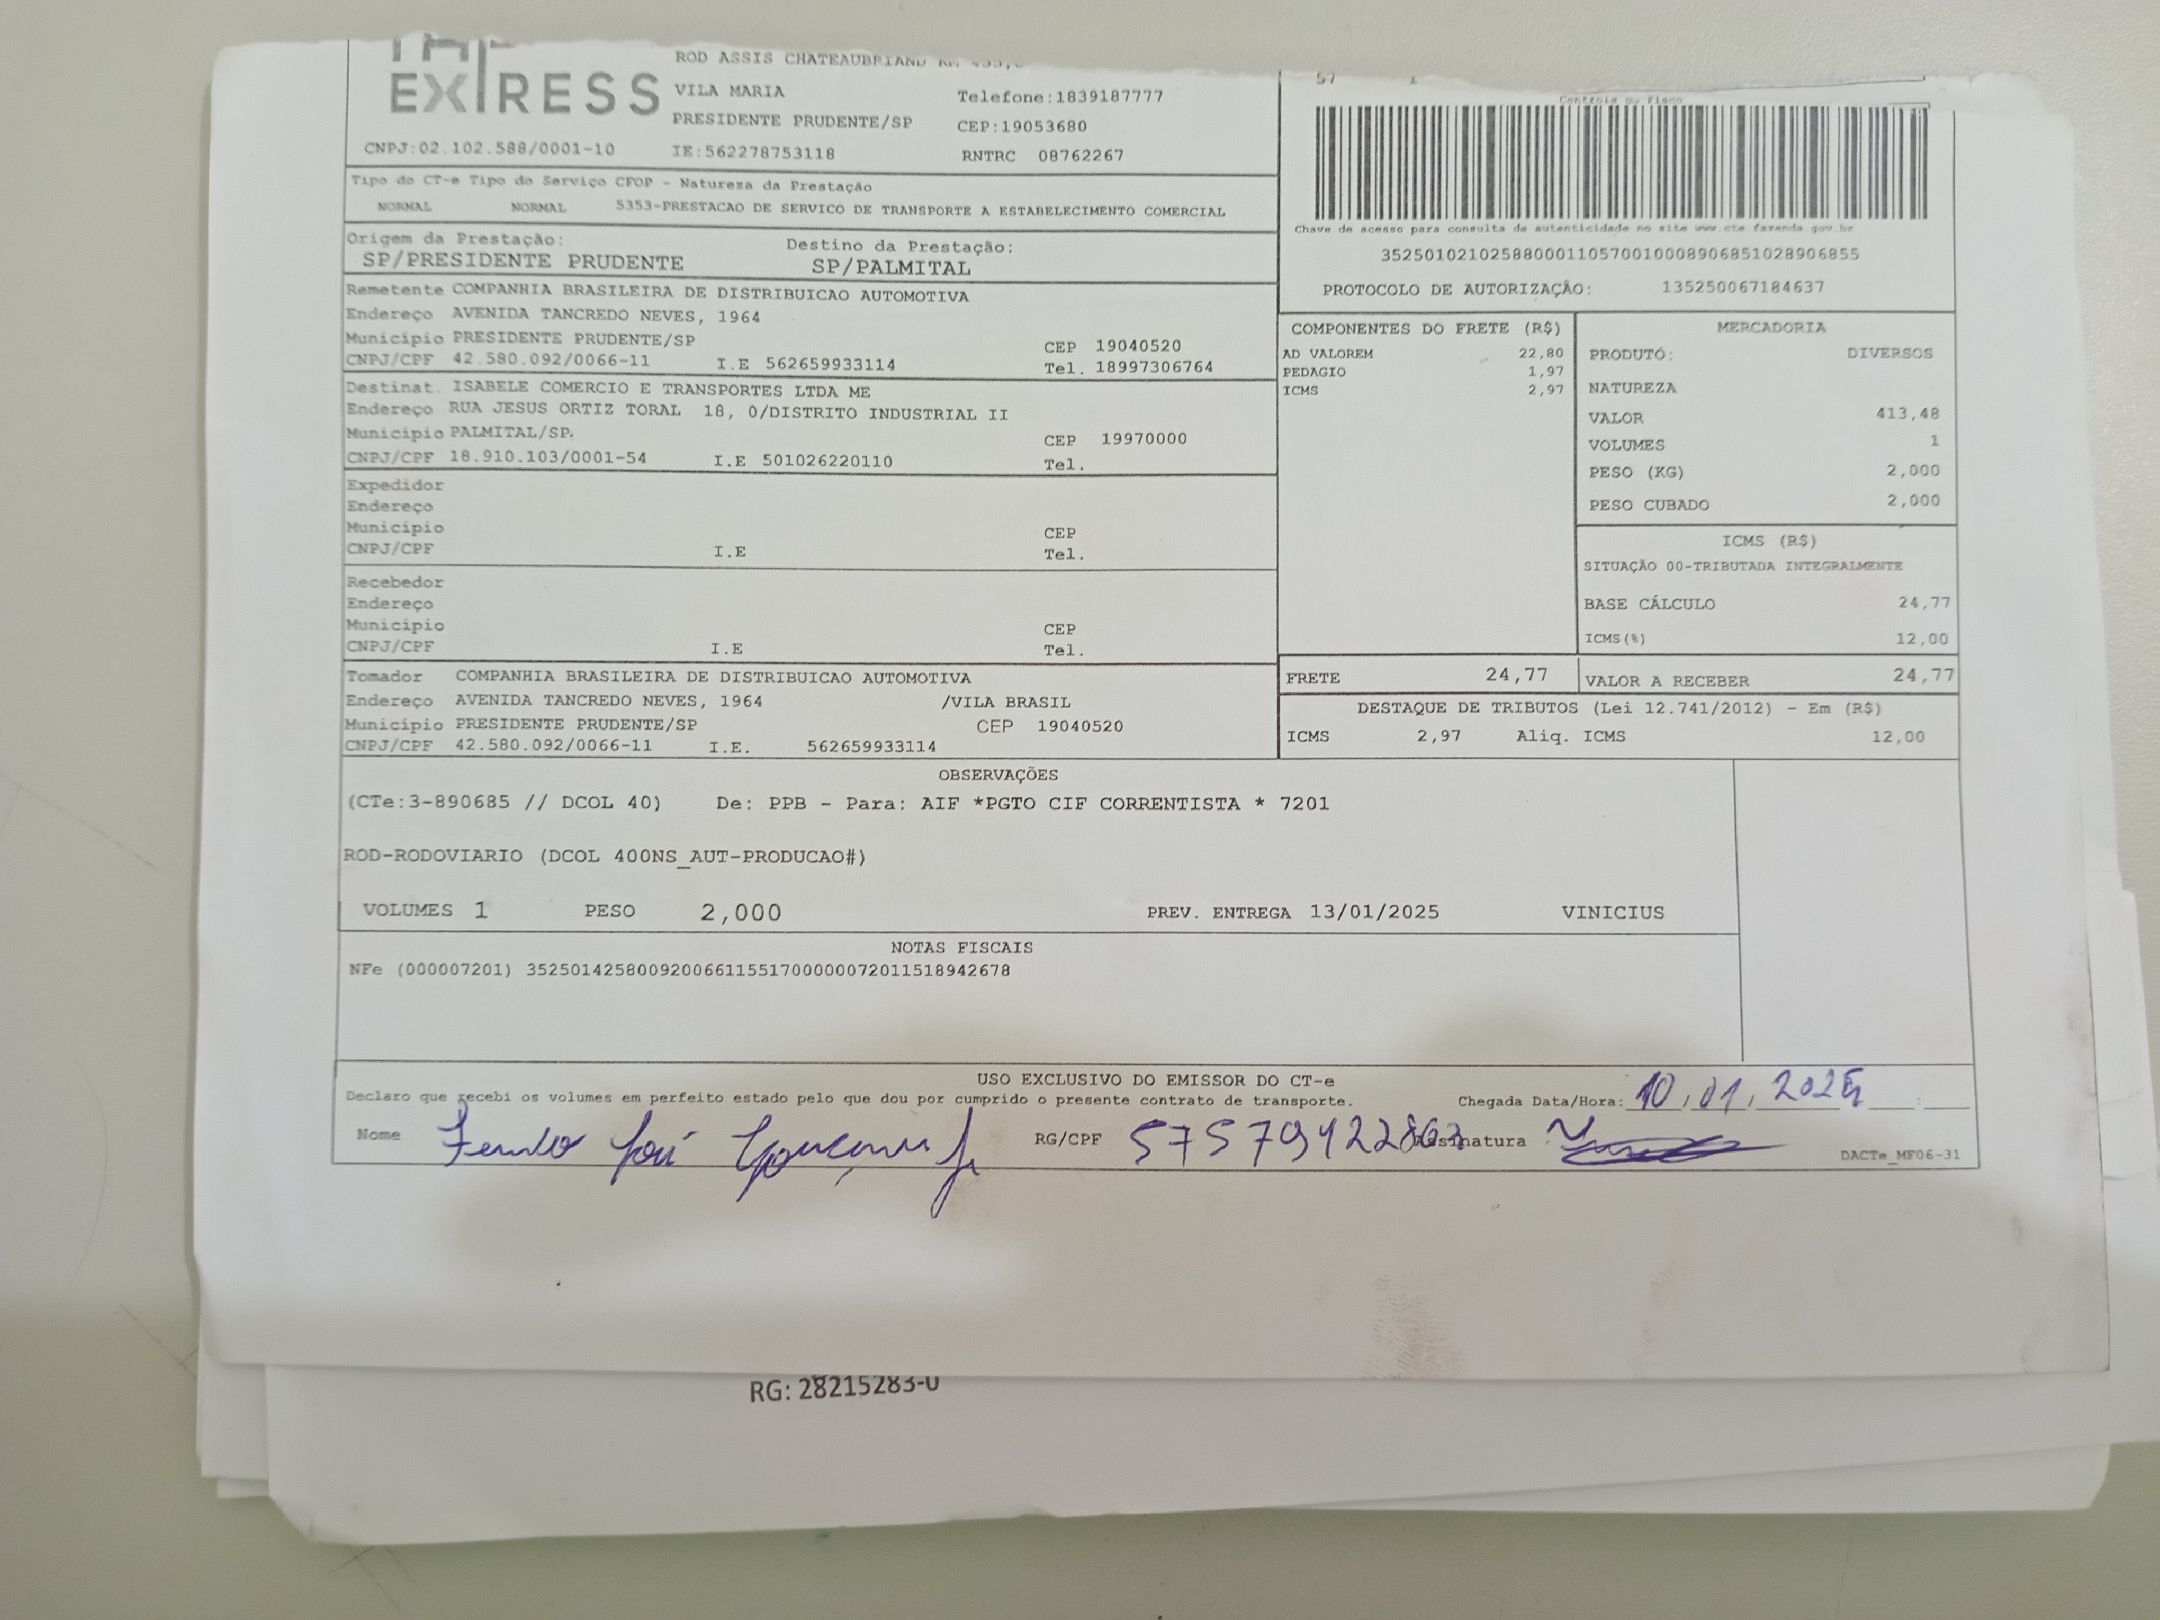 EXPRESS
CNPJ:02.102.588/0001-10
ROD ASSIS CHATEAUBRIAND
VILA MARIA
Telefone:1839187777
PRESIDENTE PRUDENTE/SP
CEP:19053680
IE:562278753118
RNTRC 08762267
57 1
Controle do Fisco
Chave de acesso para consulta de autenticidade no site www.cte.fazenda.gov.br
35250102102588000110570010008906851028906855
PROTOCOLO DE AUTORIZAÇÃO: 135250067184637
Tipo do CT-e Tipo do Serviço CFOP - Natureza da Prestação
NORMAL NORMAL 5353-PRESTACAO DE SERVICO DE TRANSPORTE A ESTABELECIMENTO COMERCIAL
Origem da Prestação: Destino da Prestação:
SP/PRESIDENTE PRUDENTE SP/PALMITAL
Remetente COMPANHIA BRASILEIRA DE DISTRIBUICAO AUTOMOTIVA
Endereço AVENIDA TANCREDO NEVES, 1964
Município PRESIDENTE PRUDENTE/SP CEP 19040520
CNPJ/CPF 42.580.092/0066-11 I.E 562659933114 Tel. 18997306764
Destinat. ISABELE COMERCIO E TRANSPORTES LTDA ME
Endereço RUA JESUS ORTIZ TORAL 18, 0/DISTRITO INDUSTRIAL II
Município PALMITAL/SP. CEP 19970000
CNPJ/CPF 18.910.103/0001-54 I.E 501026220110 Tel.
Expedidor
Endereço
Município CEP
CNPJ/CPF I.E Tel.
Recebedor
Endereço
Município CEP
CNPJ/CPF I.E Tel.
Tomador COMPANHIA BRASILEIRA DE DISTRIBUICAO AUTOMOTIVA
Endereço AVENIDA TANCREDO NEVES, 1964 /VILA BRASIL
Município PRESIDENTE PRUDENTE/SP CEP 19040520
CNPJ/CPF 42.580.092/0066-11 I.E. 562659933114
COMPONENTES DO FRETE (R$)
AD VALOREM 22,80
PEDAGIO 1,97
ICMS 2,97
MERCADORIA
PRODUTO: DIVERSOS
NATUREZA
VALOR 413,48
VOLUMES 1
PESO (KG) 2,000
PESO CUBADO 2,000
ICMS (R$)
SITUAÇÃO 00-TRIBUTADA INTEGRALMENTE
BASE CÁLCULO 24,77
ICMS(%) 12,00
FRETE 24,77 VALOR A RECEBER 24,77
DESTAQUE DE TRIBUTOS (Lei 12.741/2012) - Em (R$)
ICMS 2,97 Aliq. ICMS 12,00
OBSERVAÇÕES
(CTe:3-890685 // DCOL 40) De: PPB - Para: AIF *PGTO CIF CORRENTISTA * 7201
ROD-RODOVIARIO (DCOL 400NS_AUT-PRODUCAO#)
VOLUMES 1 PESO 2,000 PREV. ENTREGA 13/01/2025 VINICIUS
NOTAS FISCAIS
NFe (000007201) 35250142580092006611551700000072011518942678
USO EXCLUSIVO DO EMISSOR DO CT-e
Declaro que recebi os volumes em perfeito estado pelo que dou por cumprido o presente contrato de transporte. Chegada Data/Hora: 10,01,2025
Nome José RG/CPF Assinatura
DACTe_MF06-31
RG: 28215283-0